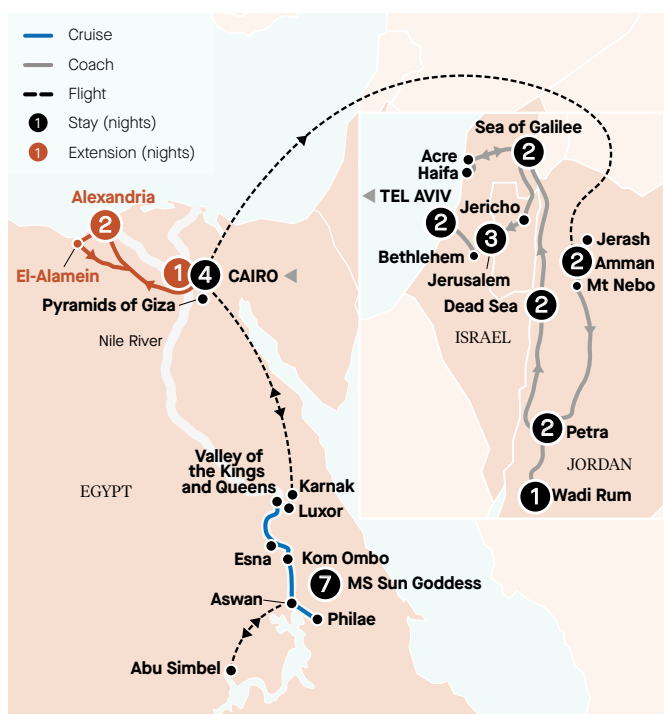 Cruise
Coach
Flight
1 Stay (nights)
1 Extension (nights)
Sea of Galilee
2
Acre
Haifa
TEL AVIV
2
Jericho
3
Bethlehem
Jerusalem
Jerash
2 Amman
Mt Nebo
Dead Sea 2
ISRAEL
2 Petra
JORDAN
1 Wadi Rum
Alexandria
2
El-Alamein
1 4 CAIRO
Pyramids of Giza
Nile River
EGYPT
Valley of
the Kings
and Queens
Karnak
Luxor
Esna
Kom Ombo
7 MS Sun Goddess
Aswan
Philae
Abu Simbel